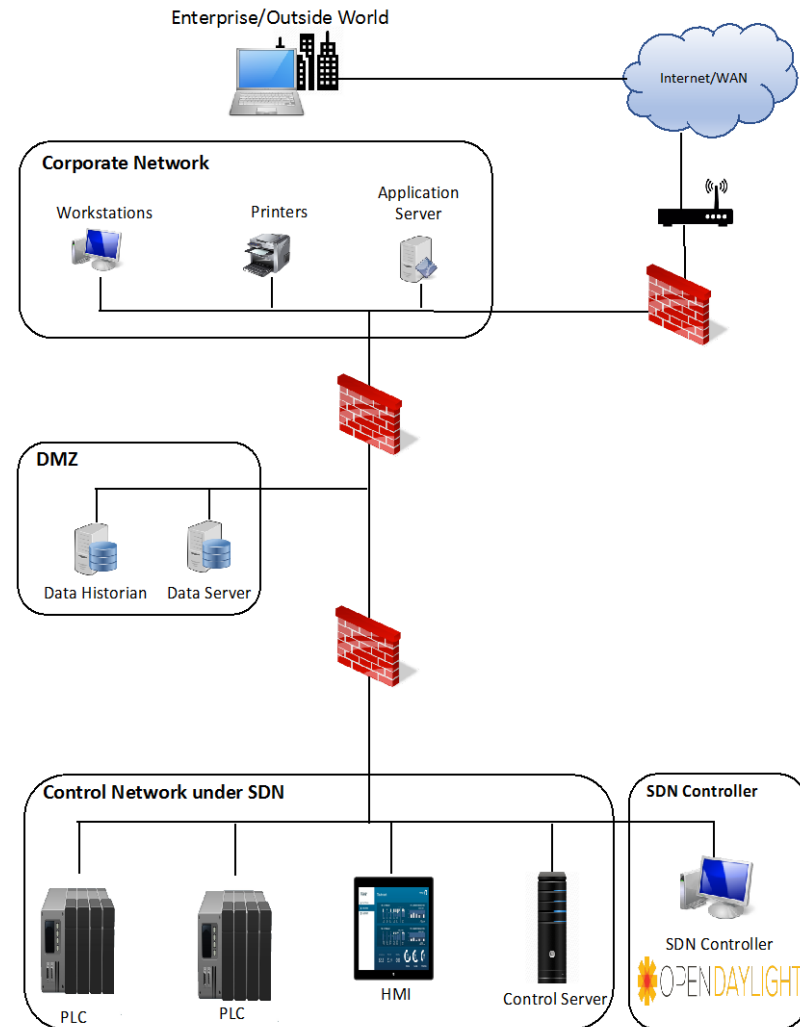 Enterprise/Outside World
Internet/WAN
Corporate Network
Workstations
Printers
Application
Server
DMZ
Data Historian
Data Server
Control Network under SDN
SDN Controller
PLC
PLC
HMI
Control Server
SDN Controller
OPENDAYLIGHT